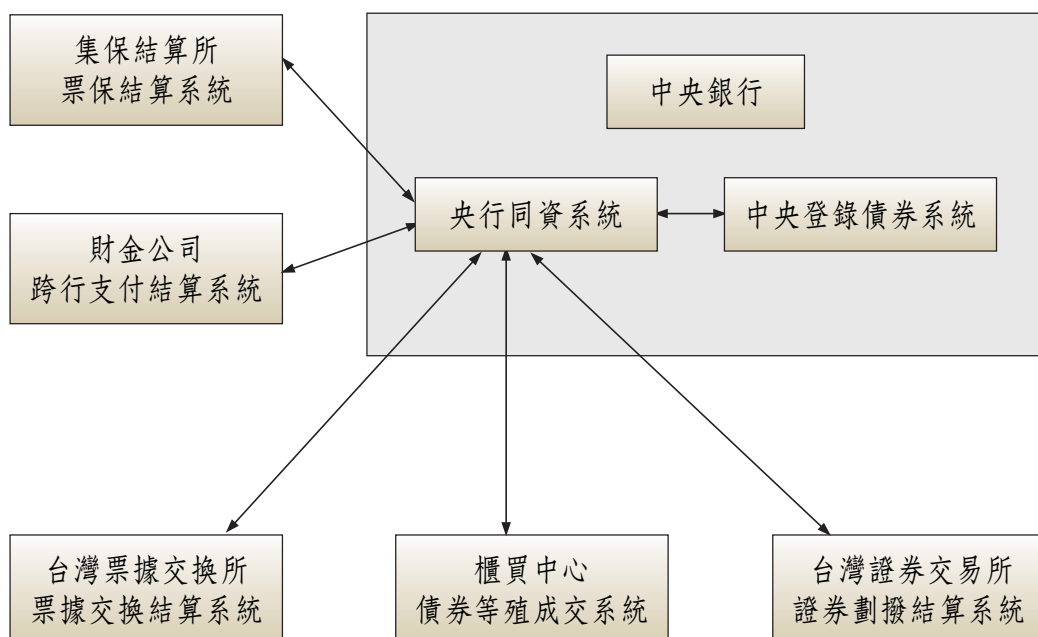 集保結算所
票保結算系統
中央銀行
央行同資系統
中央登錄債券系統
財金公司
跨行支付結算系統
台灣票據交換所
票據交換結算系統
櫃買中心
債券等殖成交系統
台灣證券交易所
證券劃撥結算系統